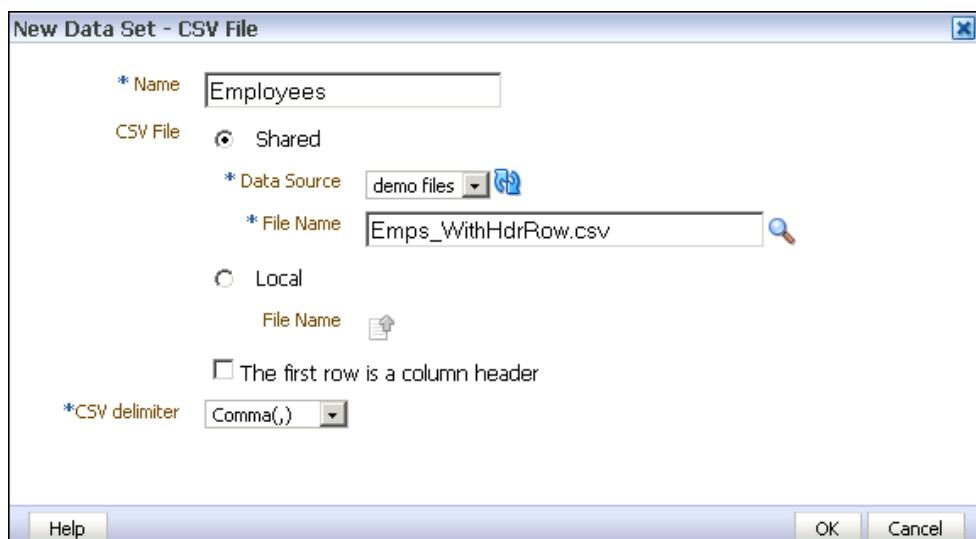 New Data Set - CSV File
* Name Employees
CSV File Shared
* Data Source demo files
* File Name Emps_WithHdrRow.csv
Local
File Name
The first row is a column header
*CSV delimiter Comma(,)
Help OK Cancel